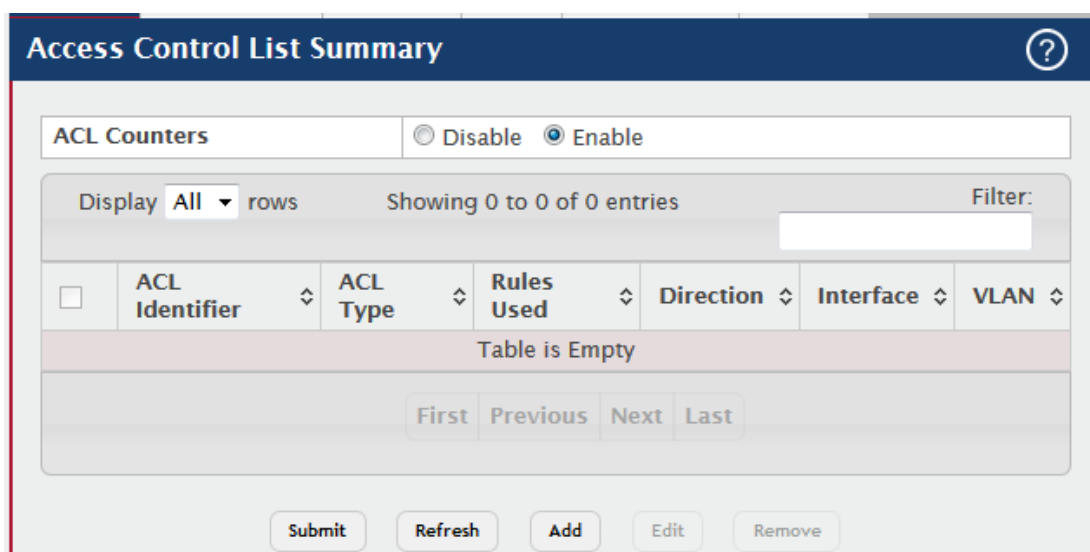 Access Control List Summary ?
ACL Counters Disable Enable
Display All rows Showing 0 to 0 of 0 entries Filter:
ACL Identifier ACL Type Rules Used Direction Interface VLAN
Table is Empty
First Previous Next Last
Submit Refresh Add Edit Remove